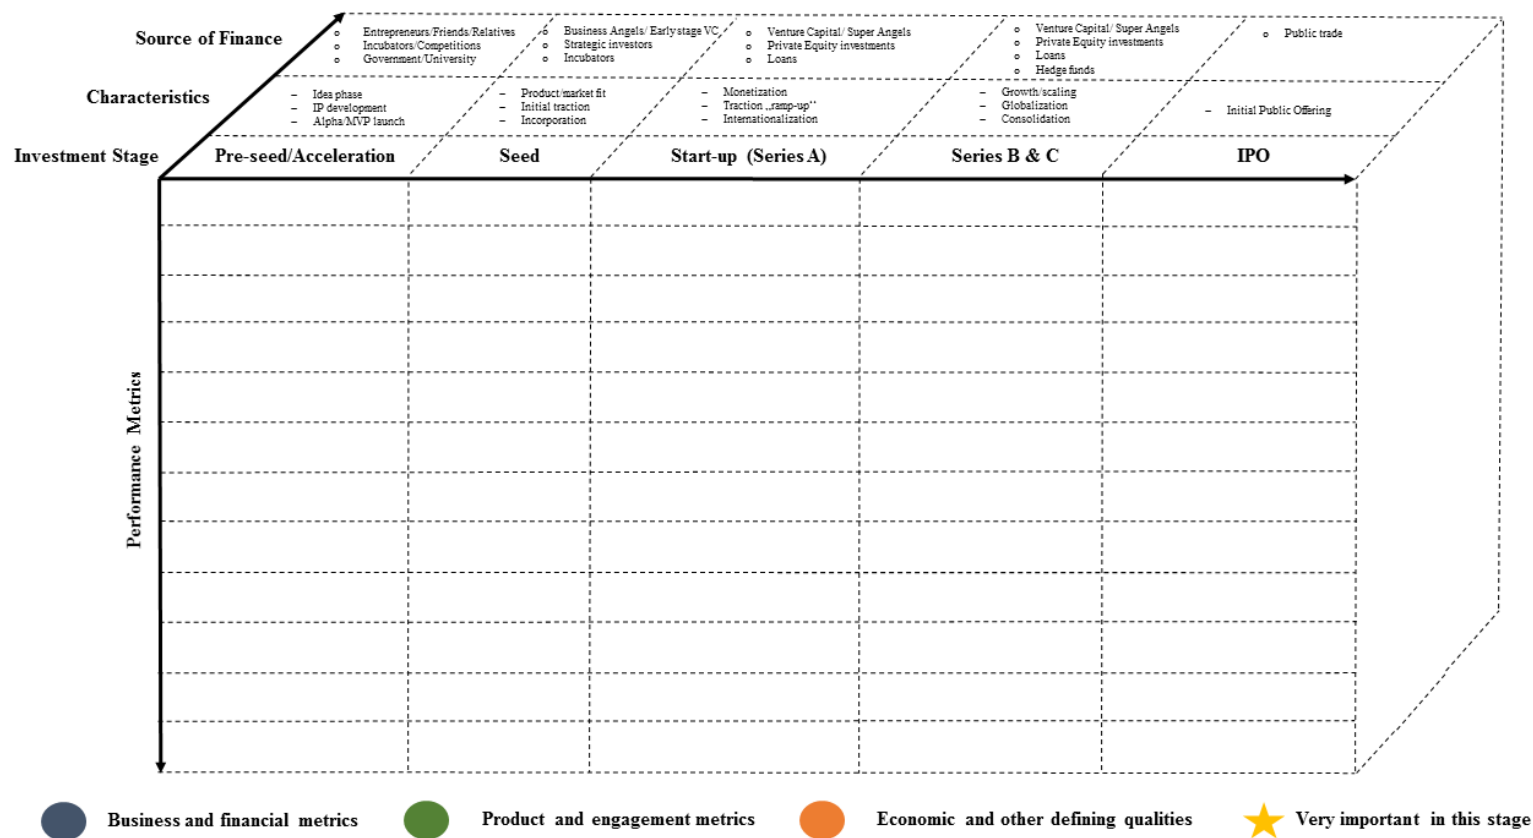 Source of Finance
Entrepreneurs/Friends/Relatives
Incubators/Competitions
Government/University
Business Angels/ Early stage VC
Strategic investors
Incubators
Venture Capital/ Super Angels
Private Equity investments
Loans
Venture Capital/ Super Angels
Private Equity investments
Loans
Hedge funds
Public trade
Characteristics
– Idea phase
– IP development
– Alpha/MVP launch
– Product/market fit
– Initial traction
– Incorporation
– Monetization
– Traction „ramp-up“
– Internationalization
– Growth/scaling
– Globalization
– Consolidation
– Initial Public Offering
Investment Stage
Pre-seed/Acceleration
Seed
Start-up (Series A)
Series B & C
IPO
Performance Metrics
Business and financial metrics
Product and engagement metrics
Economic and other defining qualities
Very important in this stage